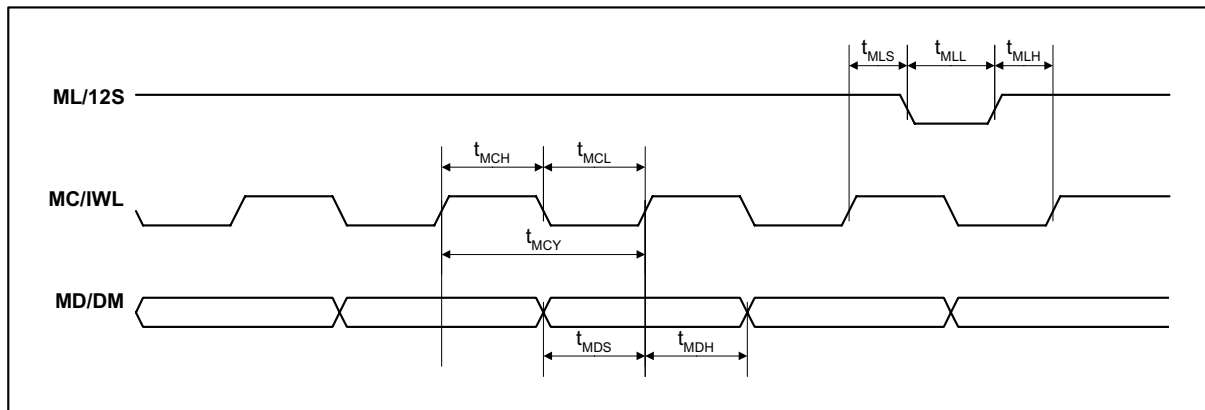 tMLS tMLL tMLH
ML/12S
tMCH tMCL
MC/IWL
tMCY
MD/DM
tMDS tMDH